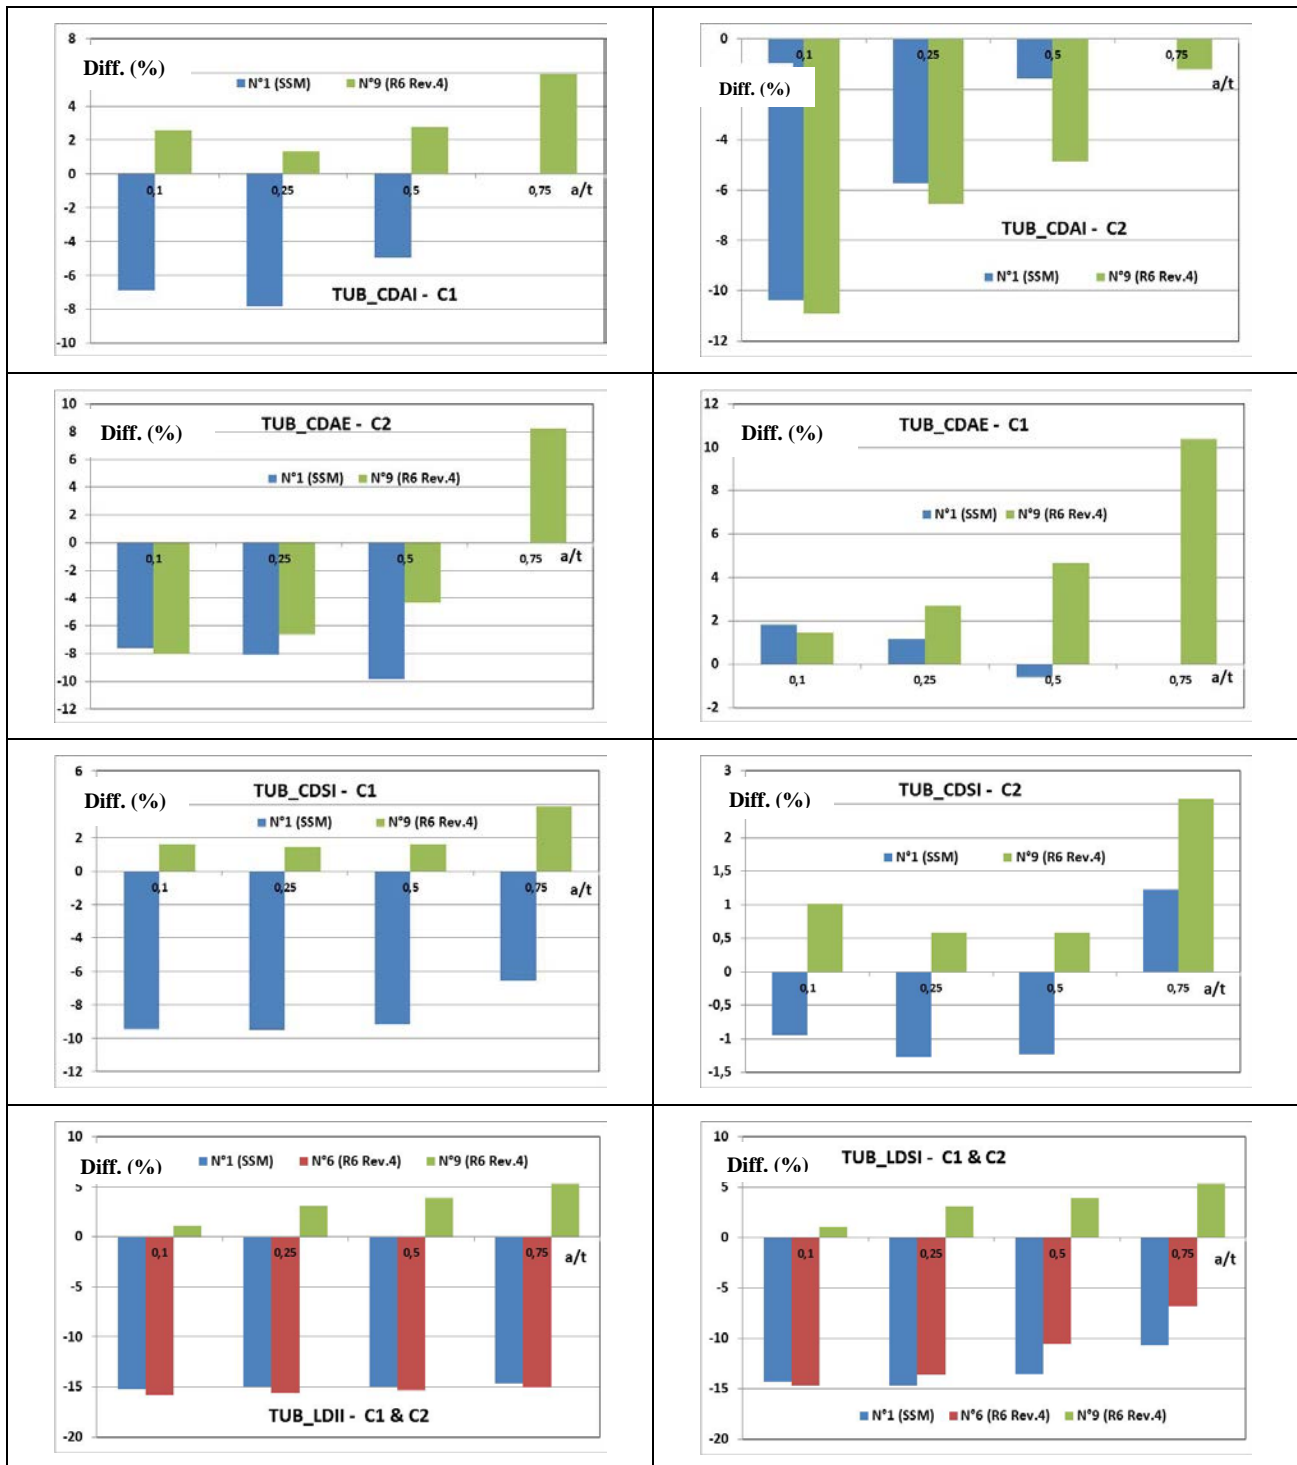 8
Diff. (%)
N°1 (SSM) N°9 (R6 Rev.4)
6
4
2
0
0,1 0,25 0,5 0,75 a/t
-2
-4
-6
TUB_CDAI - C1
-8
-10
0
0,1 0,25 0,5 0,75
a/t
Diff. (%)
-4
-6
TUB_CDAI - C2
-8
N°1 (SSM) N°9 (R6 Rev.4)
-10
-12
10
TUB_CDAE - C2
Diff. (%)
8
6
N°1 (SSM) N°9 (R6 Rev.4)
4
2
0
0,1 0,25 0,5 0,75 a/t
-2
-4
-6
-8
-10
-12
12
TUB_CDAE - C1
Diff. (%)
10
8
N°1 (SSM) N°9 (R6 Rev.4)
6
4
2
0
0,1 0,25 0,5 0,75 a/t
-2
6
TUB_CDSI - C1
Diff. (%)
N°1 (SSM) N°9 (R6 Rev.4)
2
0
0,1 0,25 0,5 0,75 a/t
-2
-4
-6
-8
-10
-12
3
TUB_CDSI - C2
Diff. (%)
2
N°1 (SSM) N°9 (R6 Rev.4)
1,5
1
0,5
0
0,1 0,25 0,5 0,75 a/t
-0,5
-1
-1,5
10
Diff. (%)
N°1 (SSM) N°6 (R6 Rev.4) N°9 (R6 Rev.4)
5
0
0,1 0,25 0,5 0,75 a/t
-5
-10
-15
TUB_LDII - C1 & C2
-20
10
TUB_LDSI - C1 & C2
Diff. (%)
5
0
0,1 0,25 0,5 0,75 a/t
-5
-10
-15
N°1 (SSM) N°6 (R6 Rev.4) N°9 (R6 Rev.4)
-20